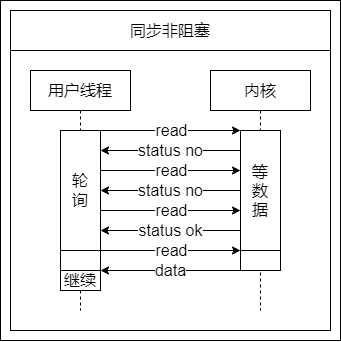 同步非阻塞
用户线程
内核
read
status no
read
status no
read
status ok
read
data
轮询
等数据
继续